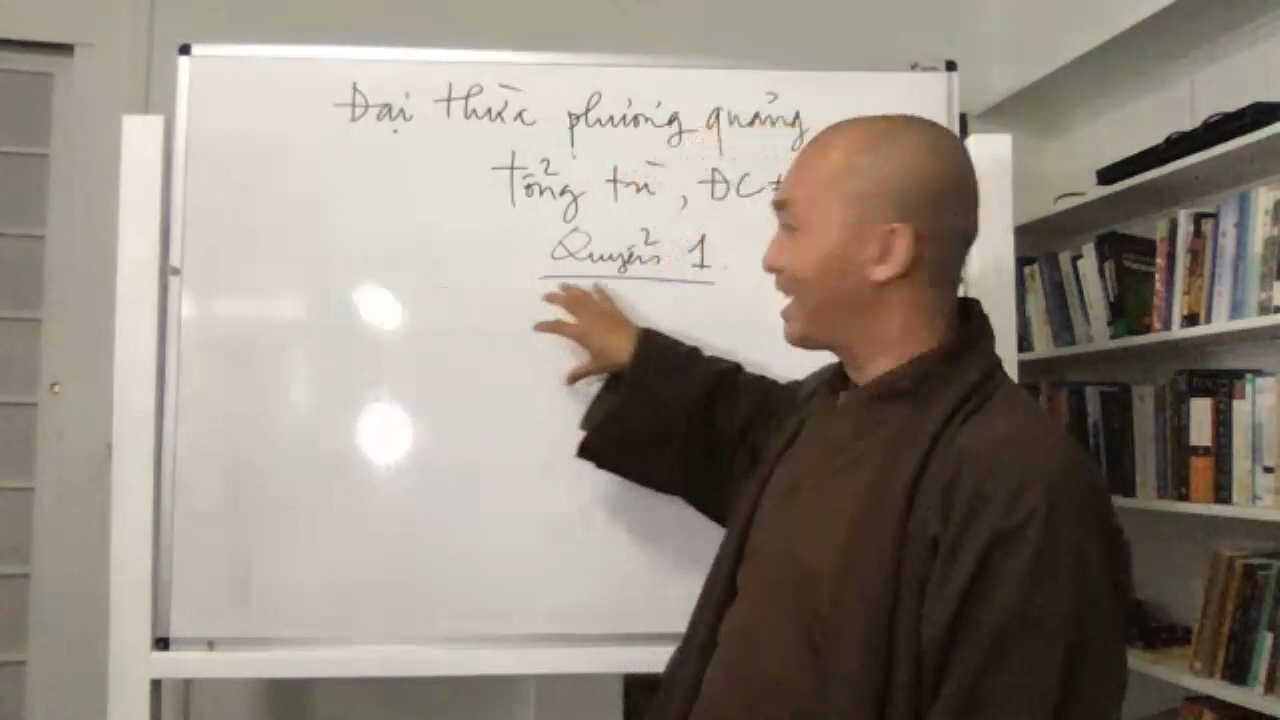 Đại thừa phương quảng
tổng trì, ĐC
Quyển 1